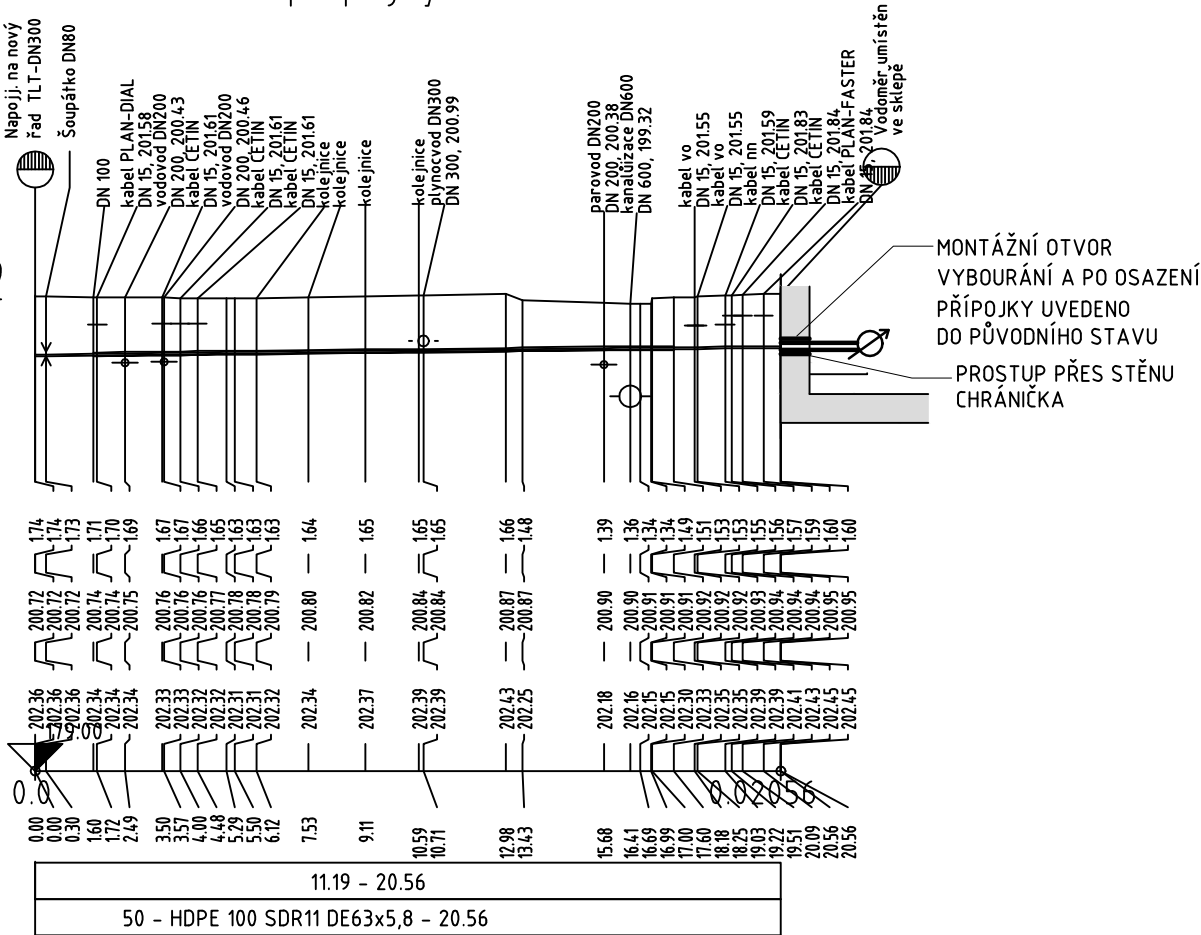 Napojj. na nový
řad TLT-DN300
Šoupátko DN80
DN 100
kabel PLAN-DIAL
DN 15, 201.58
vodovod DN200
DN 200, 200.43
kabel CETIN
DN 15, 201.61
vodovod DN200
DN 200, 200.46
kabel CETIN
DN 15, 201.61
kabel CETIN
DN 15, 201.61
kolejnice
kolejnice
kolejnice
kolejnice
plyncvod DN300
DN 300, 200.99
parovod DN200
DN 200, 200.38
kanalizace DN600
DN 600, 199.32
kabel vo
DN 15, 201.55
kabel vo
DN 15, 201.55
kabel nn
DN 15, 201.59
kabel CETIN
DN 15, 201.83
kabel CETIN
DN 15, 201.84
kabel PLAN-FASTER
DN 15, 201.84
Vodoměr umístěn
ve sklepě
MONTÁŽNÍ OTVOR
VYBOURÁNÍ A PO OSAZENÍ
PŘÍPOJKY UVEDENO
DO PŮVODNÍHO STAVU
PROSTUP PŘES STĚNU
CHRÁNIČKA
1.74 1.74 1.73 1.71 1.70 1.69 1.67 1.67 1.66 1.65 1.63 1.63 1.63 1.64 1.65 1.65 1.65 1.66 1.48 1.39 1.36 1.34 1.34 1.49 1.51 1.53 1.53 1.55 1.56 1.57 1.59 1.60 1.60
200.72 200.72 200.72 200.74 200.74 200.75 200.76 200.76 200.76 200.77 200.78 200.78 200.79 200.80 200.82 200.84 200.84 200.87 200.87 200.90 200.90 200.91 200.91 200.91 200.92 200.92 200.92 200.93 200.94 200.94 200.94 200.95 200.95
202.36 202.36 202.36 202.34 202.34 202.34 202.33 202.33 202.32 202.32 202.31 202.31 202.32 202.34 202.37 202.39 202.39 202.43 202.25 202.18 202.16 202.15 202.15 202.30 202.33 202.35 202.35 202.39 202.39 202.41 202.43 202.45 202.45
179.00
0.0
0.02056
0.00 0.00 0.30 1.60 1.72 2.49 3.50 3.57 4.00 4.48 5.29 5.50 6.12 7.53 9.11 10.59 10.71 12.98 13.43 15.68 16.41 16.69 16.99 17.00 17.60 18.18 18.25 19.03 19.22 19.51 20.09 20.56 20.56
11.19 - 20.56
50 - HDPE 100 SDR11 DE63x5,8 - 20.56